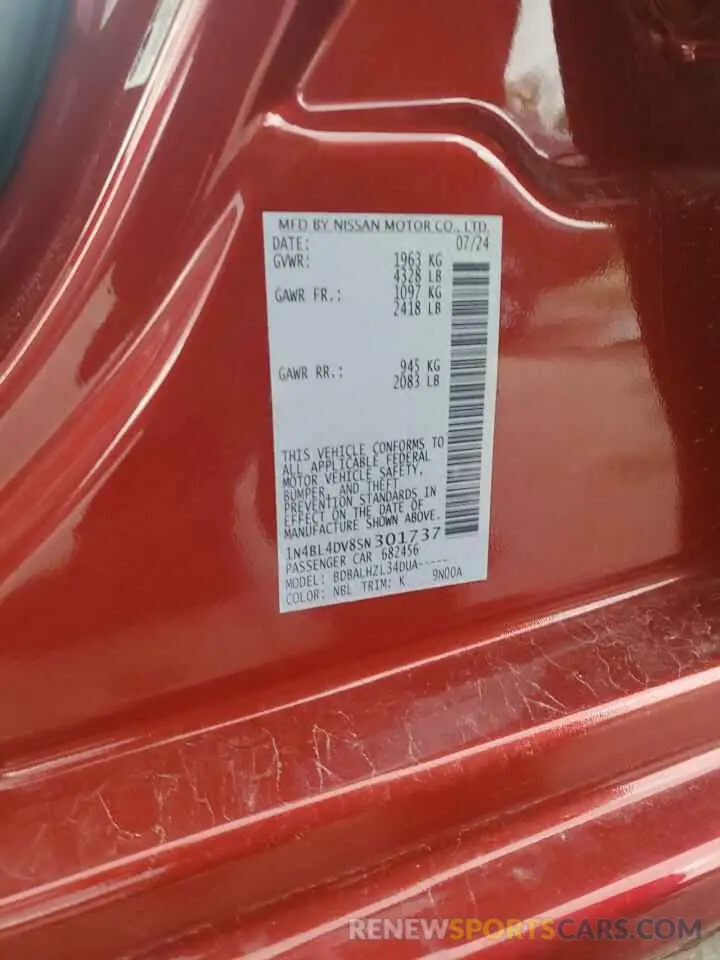 MFD BY NISSAN MOTOR CO., LTD.
DATE: 07/24
GVWR: 1963 KG
4328 LB
GAWR FR.: 1097 KG
2418 LB
GAWR RR.: 945 KG
2083 LB
THIS VEHICLE CONFORMS TO
ALL APPLICABLE FEDERAL
MOTOR VEHICLE SAFETY,
BUMPER, AND THEFT
PREVENTION STANDARDS IN
EFFECT ON THE DATE OF
MANUFACTURE SHOWN ABOVE.
1N4BL4DV8SN301737
PASSENGER CAR 682456
MODEL: BDBALHZL34DUA-----
COLOR: NBL TRIM: K 9N00A
RENEWSPORTSCARS.COM